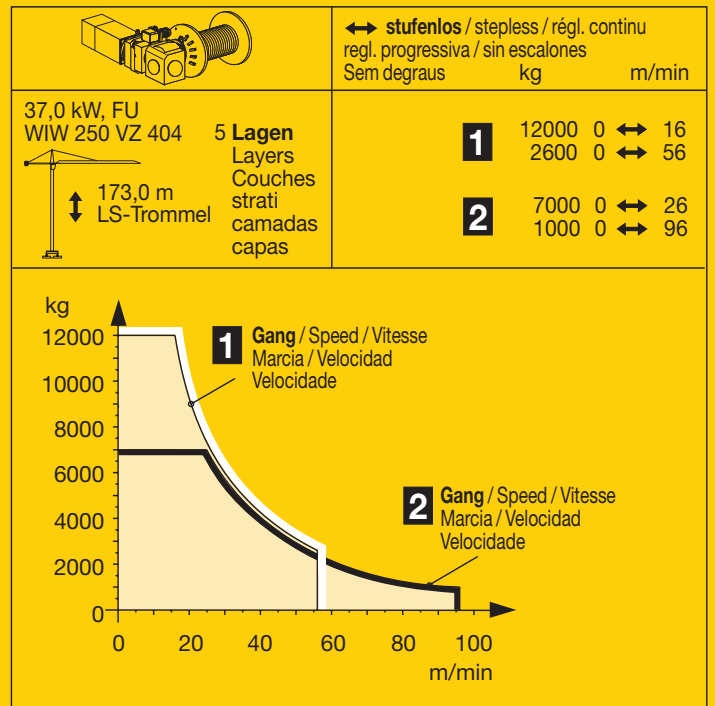 ↔ stufenlos / stepless / régl. continu
regl. progressiva / sin escalones
Sem degraus kg m/min
37,0 kW, FU
WIW 250 VZ 404
173,0 m
LS-Trommel
5 Lagen
Layers
Couches
strati
camadas
capas
1 12000 0 ↔ 16
2600 0 ↔ 56
2 7000 0 ↔ 26
1000 0 ↔ 96
kg
12000
10000
8000
6000
4000
2000
0
1 Gang / Speed / Vitesse
Marcia / Velocidad
Velocidade
2 Gang / Speed / Vitesse
Marcia / Velocidad
Velocidade
0 20 40 60 80 100
m/min